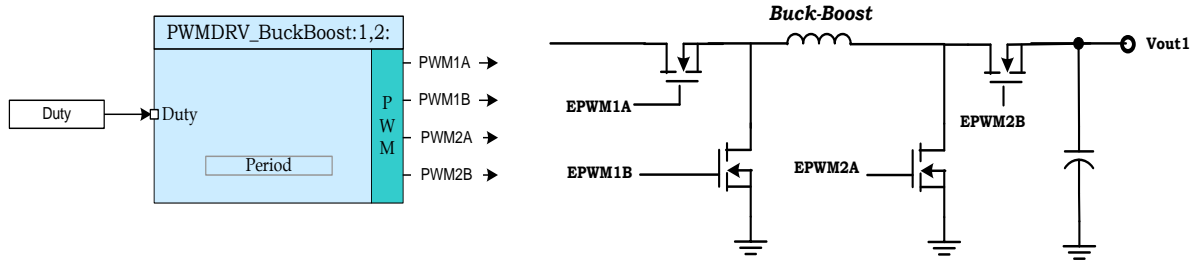 PWMDRV_BuckBoost:1,2:
Duty
Duty
Period
P
W
M
PWM1A
PWM1B
PWM2A
PWM2B
Buck-Boost
Vout1
EPWM1A
EPWM2B
EPWM1B
EPWM2A